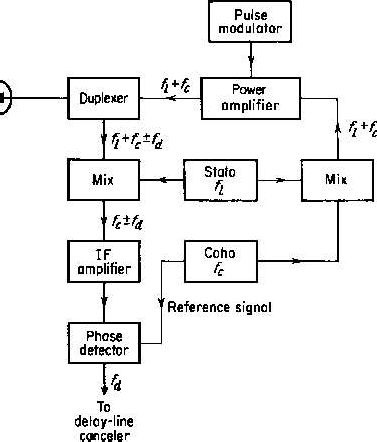 Pulse
modulator
Duplexer
f_l+f_c
Power
amplifier
f_l+f_c±f_d
f_l+f_c
Mix
Stalo
f_l
Mix
f_c±f_d
IF
amplifier
Coho
f_c
Reference signal
Phase
detector
f_d
To
delay-line
canceler